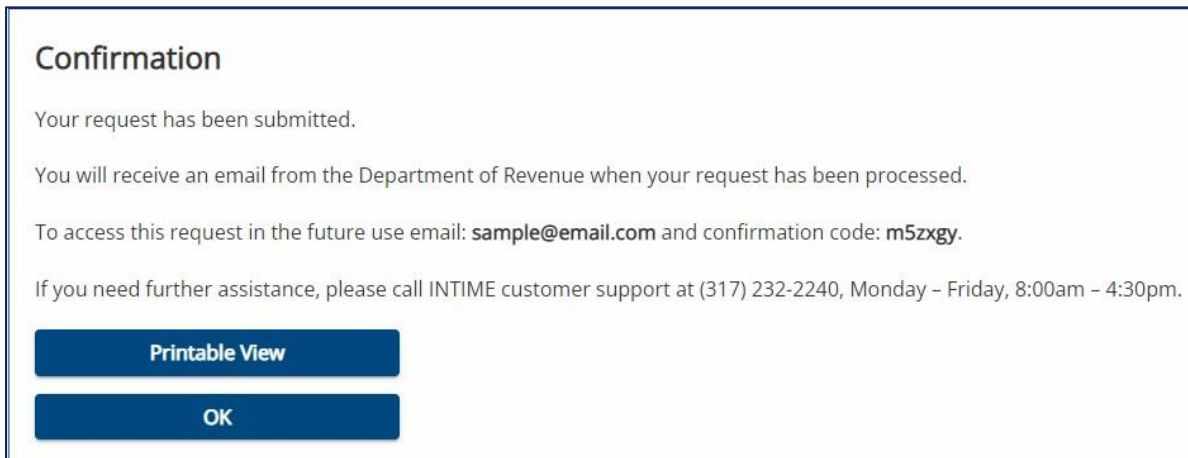 Confirmation
Your request has been submitted.
You will receive an email from the Department of Revenue when your request has been processed.
To access this request in the future use email: sample@email.com and confirmation code: m5zxgy.
If you need further assistance, please call INTIME customer support at (317) 232-2240, Monday – Friday, 8:00am – 4:30pm.
Printable View
OK